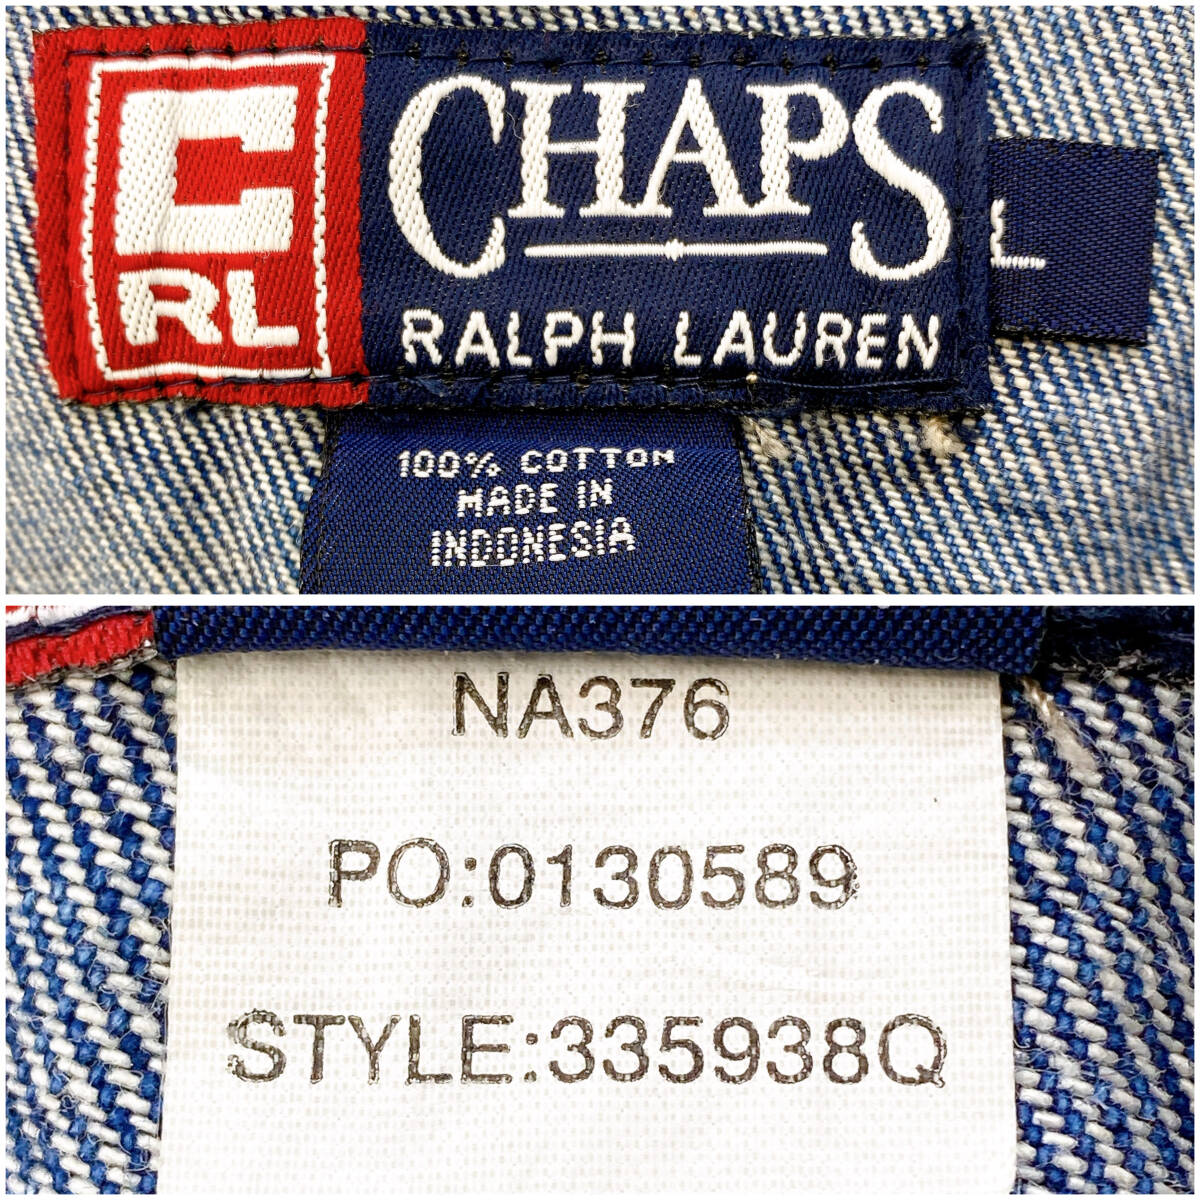 C
RL
CHAPS
RALPH LAUREN
L
100% COTTON
MADE IN
INDONESIA
NA376
PO:0130589
STYLE:335938Q